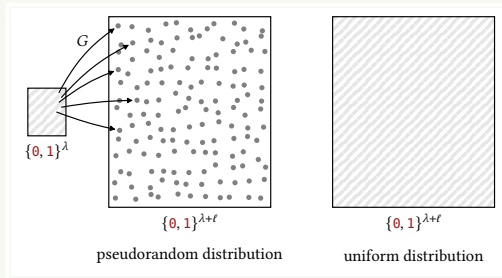 G
{0, 1}^λ
{0, 1}^{λ+ℓ}
{0, 1}^{λ+ℓ}
pseudorandom distribution
uniform distribution